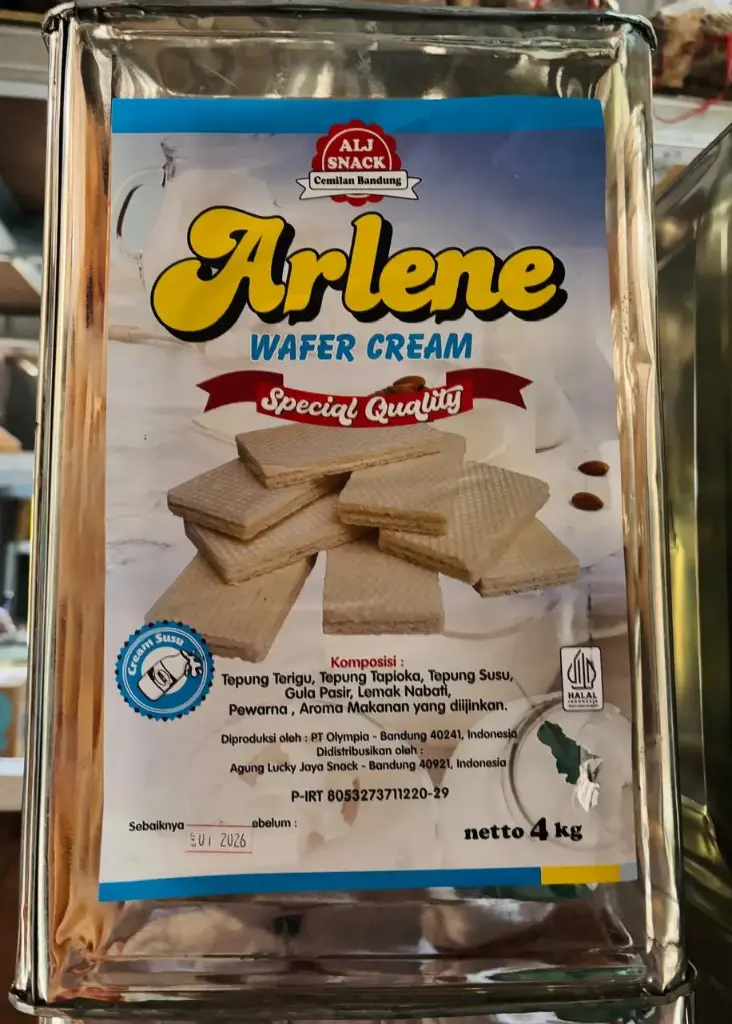 ALJ
SNACK
Cemilan Bandung
Arlene
WAFER CREAM
Special Quality
Cream Susu
Komposisi :
Tepung Terigu, Tepung Tapioka, Tepung Susu,
Gula Pasir, Lemak Nabati,
Pewarna , Aroma Makanan yang diijinkan.
HALAL
INDONESIA
Diproduksi oleh : PT Olympia - Bandung 40241, Indonesia
Didistribusikan oleh :
Agung Lucky Jaya Snack - Bandung 40921, Indonesia
P-IRT 8053273711220-29
Sebaiknya ebelum :
01 2026
netto 4 kg